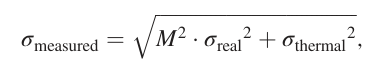 σ_measured = √(M² · σ_real² + σ_thermal²),